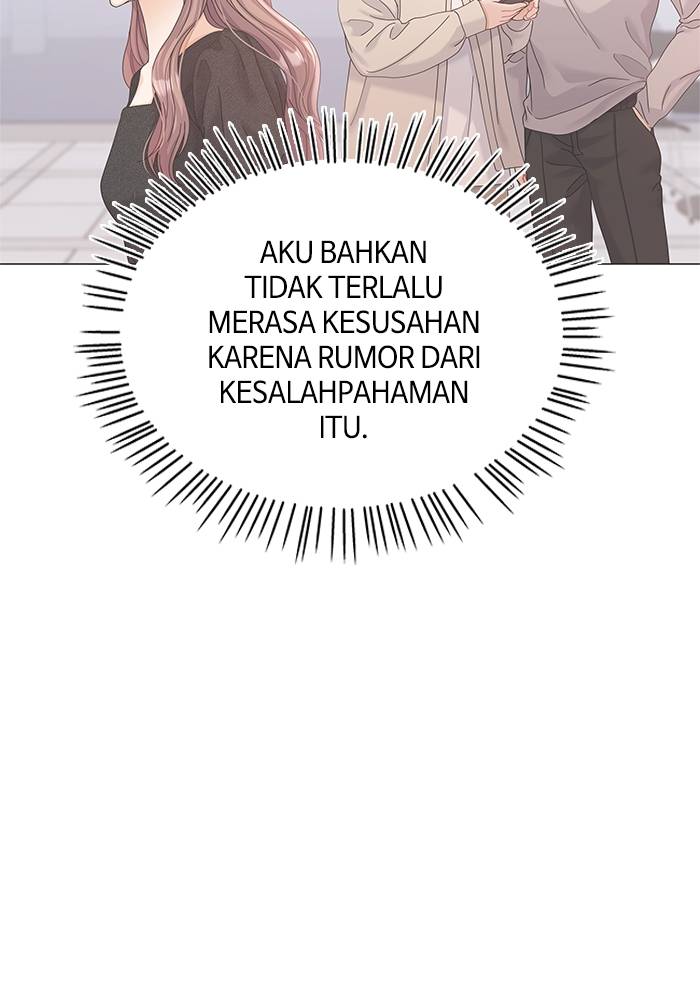 AKU BAHKAN
TIDAK TERLALU
MERASA KESUSAHAN
KARENA RUMOR DARI
KESALAHPAHAMAN
ITU.